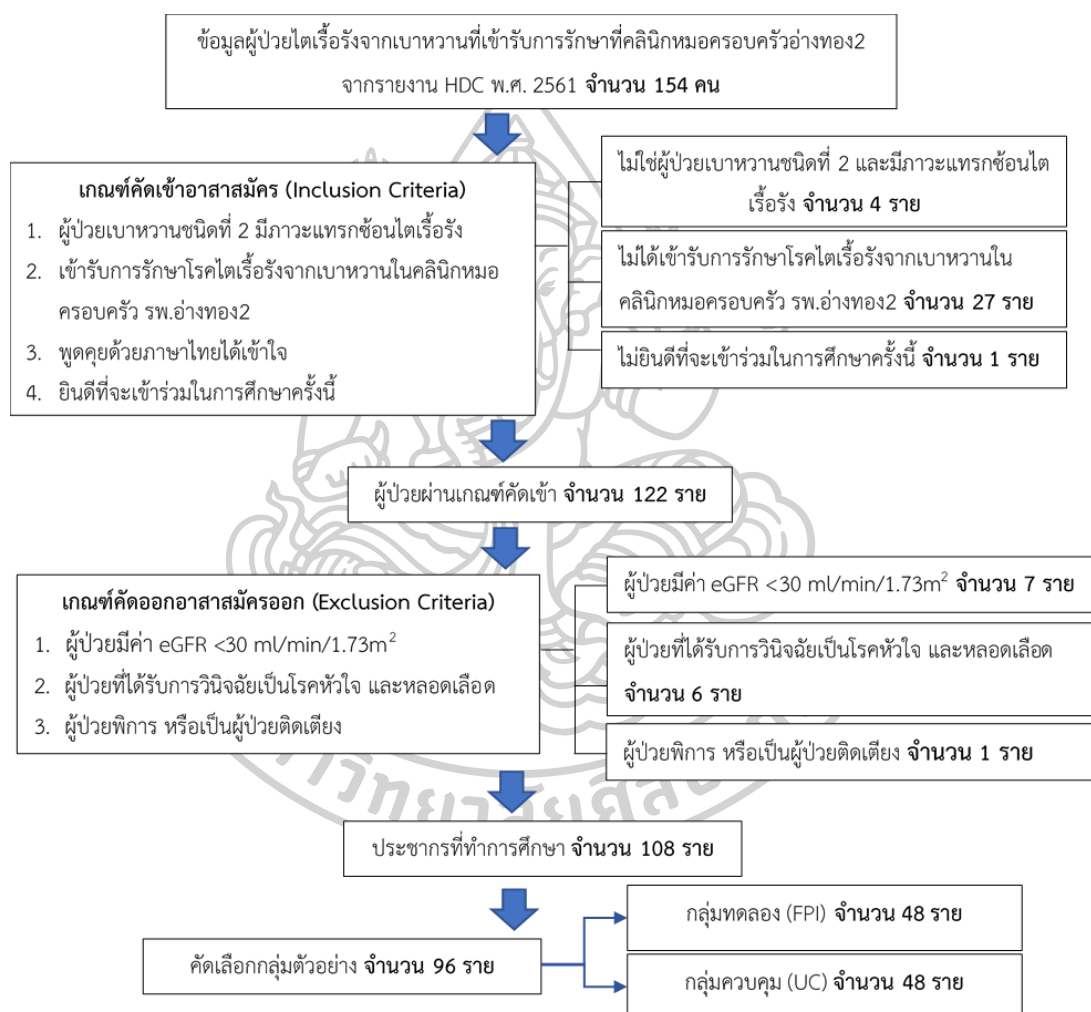 ข้อมูลผู้ป่วยไตเรื้อรังจากเบาหวานที่เข้ารับการรักษาที่คลินิกหมอครอบครัวอ่างทอง2
จากรายงาน HDC พ.ศ. 2561 จำนวน 154 คน
เกณฑ์คัดเข้าอาสาสมัคร (Inclusion Criteria)
1. ผู้ป่วยเบาหวานชนิดที่ 2 มีภาวะแทรกซ้อนไตเรื้อรัง
2. เข้ารับการรักษาโรคไตเรื้อรังจากเบาหวานในคลินิกหมอ
ครอบครัว รพ.อ่างทอง2
3. พูดคุยด้วยภาษาไทยได้เข้าใจ
4. ยินดีที่จะเข้าร่วมในการศึกษาครั้งนี้
ไม่ใช่ผู้ป่วยเบาหวานชนิดที่ 2 และมีภาวะแทรกซ้อนไต
เรื้อรัง จำนวน 4 ราย
ไม่ได้เข้ารับการรักษาโรคไตเรื้อรังจากเบาหวานใน
คลินิกหมอครอบครัว รพ.อ่างทอง2 จำนวน 27 ราย
ไม่ยินดีที่จะเข้าร่วมในการศึกษาครั้งนี้ จำนวน 1 ราย
ผู้ป่วยผ่านเกณฑ์คัดเข้า จำนวน 122 ราย
เกณฑ์คัดออกอาสาสมัครออก (Exclusion Criteria)
1. ผู้ป่วยมีค่า eGFR <30 ml/min/1.73m²
2. ผู้ป่วยที่ได้รับการวินิจฉัยเป็นโรคหัวใจ และหลอดเลือด
3. ผู้ป่วยพิการ หรือเป็นผู้ป่วยติดเตียง
ผู้ป่วยมีค่า eGFR <30 ml/min/1.73m² จำนวน 7 ราย
ผู้ป่วยที่ได้รับการวินิจฉัยเป็นโรคหัวใจ และหลอดเลือด
จำนวน 6 ราย
ผู้ป่วยพิการ หรือเป็นผู้ป่วยติดเตียง จำนวน 1 ราย
ประชากรที่ทำการศึกษา จำนวน 108 ราย
คัดเลือกกลุ่มตัวอย่าง จำนวน 96 ราย
กลุ่มทดลอง (FPI) จำนวน 48 ราย
กลุ่มควบคุม (UC) จำนวน 48 ราย